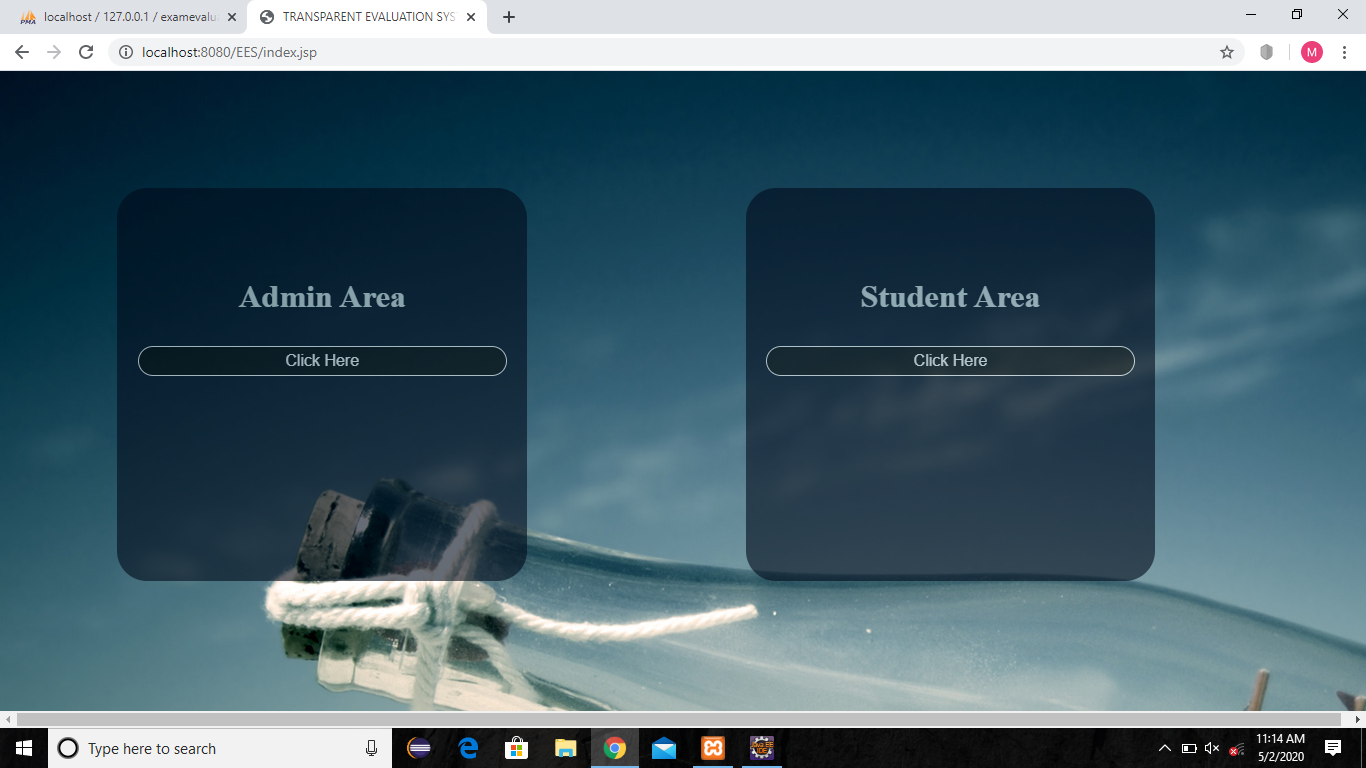 PMA
localhost / 127.0.0.1 / examevalu
TRANSPARENT EVALUATION SYS
localhost:8080/EES/index.jsp
M
Admin Area
Student Area
Click Here
Click Here
Type here to search
11:14 AM
5/2/2020